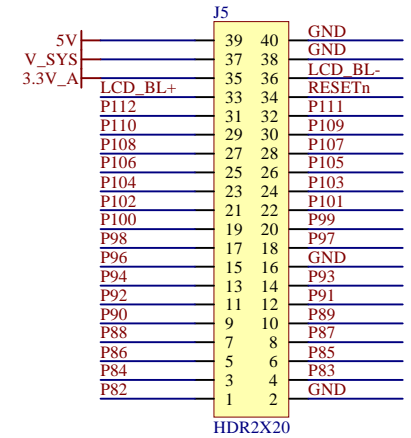 J5
5V 39 40 GND
V_SYS 37 38 GND
3.3V_A 35 36 LCD_BL-
LCD_BL+ 33 34 RESETn
P112 31 32 P111
P110 29 30 P109
P108 27 28 P107
P106 25 26 P105
P104 23 24 P103
P102 21 22 P101
P100 19 20 P99
P98 17 18 P97
P96 15 16 GND
P94 13 14 P93
P92 11 12 P91
P90 9 10 P89
P88 7 8 P87
P86 5 6 P85
P84 3 4 P83
P82 1 2 GND
HDR2X20